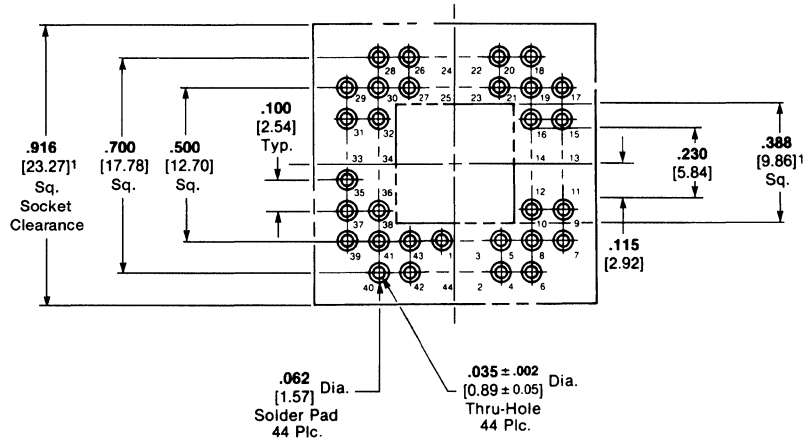 28 26 24 22 20 18
29 30 27 25 23 21 19 17
31 32 16 15
33 34 14 13
35 36 12 11
37 38 10 9
39 41 43 1 3 5 8 7
40 42 44 2 4 6
.916
[23.27]¹
Sq.
Socket
Clearance
.700
[17.78]
Sq.
.500
[12.70]
Sq.
.100
[2.54]
Typ.
.230
[5.84]
.388
[9.86]¹
Sq.
.115
[2.92]
.062 Dia.
[1.57]
Solder Pad
44 Plc.
.035 ± .002 Dia.
[0.89 ± 0.05]
Thru-Hole
44 Plc.